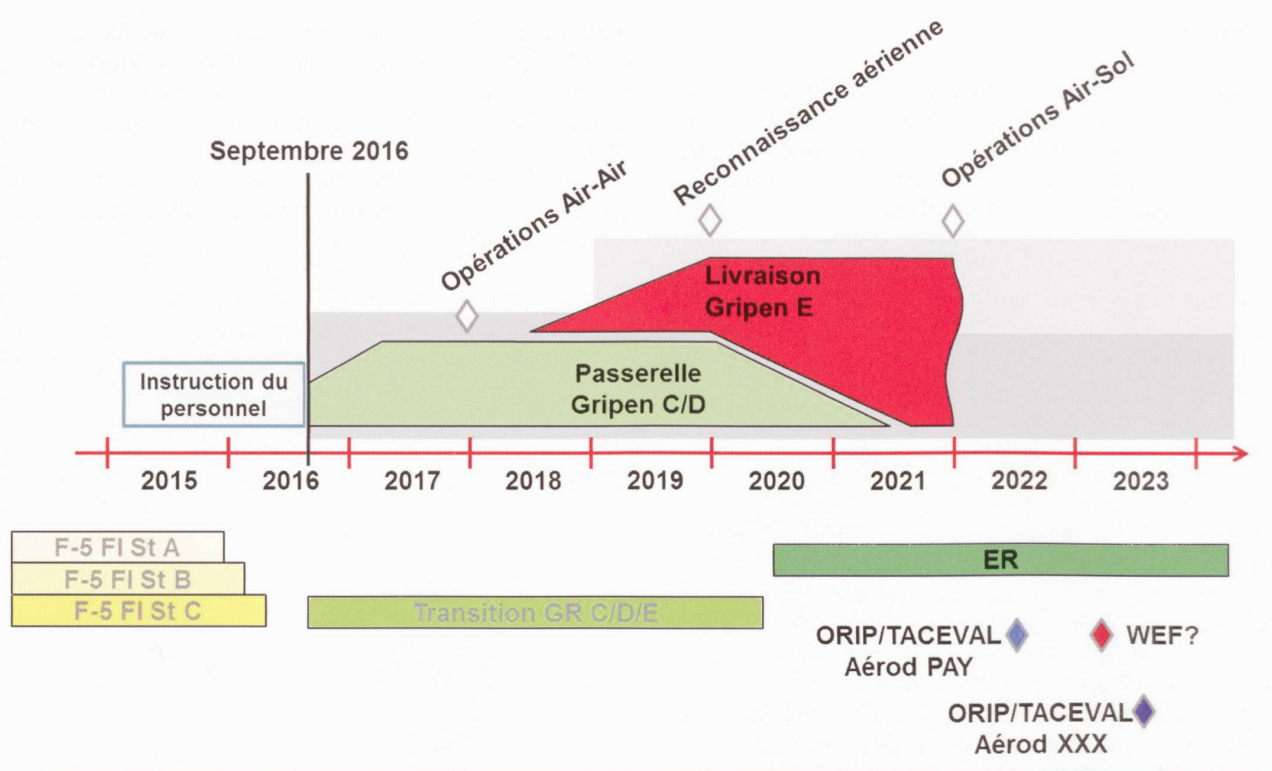 Septembre 2016
Opérations Air-Air
Reconnaissance aérienne
Opérations Air-Sol
Livraison
Gripen E
Instruction du
personnel
Passerelle
Gripen C/D
2015
2016
2017
2018
2019
2020
2021
2022
2023
F-5 Fl St A
F-5 Fl St B
F-5 Fl St C
Transition GR C/D/E
ER
ORIP/TACEVAL
Aérod PAY
WEF?
ORIP/TACEVAL
Aérod XXX